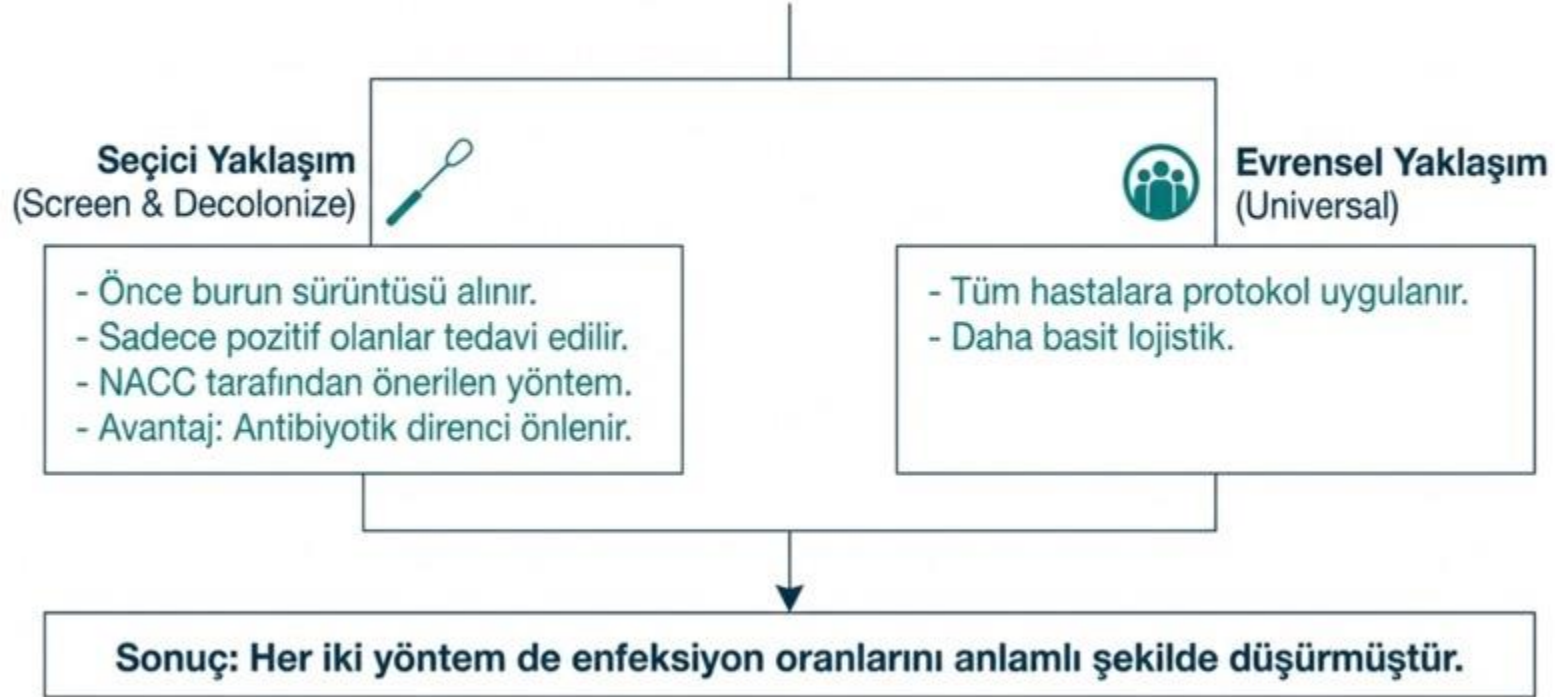 Seçici Yaklaşım
(Screen & Decolonize)
- Önce burun sürüntüsü alınır.
- Sadece pozitif olanlar tedavi edilir.
- NACC tarafından önerilen yöntem.
- Avantaj: Antibiyotik direnci önlenir.
Evrensel Yaklaşım
(Universal)
- Tüm hastalara protokol uygulanır.
- Daha basit lojistik.
Sonuç: Her iki yöntem de enfeksiyon oranlarını anlamlı şekilde düşürmüştür.